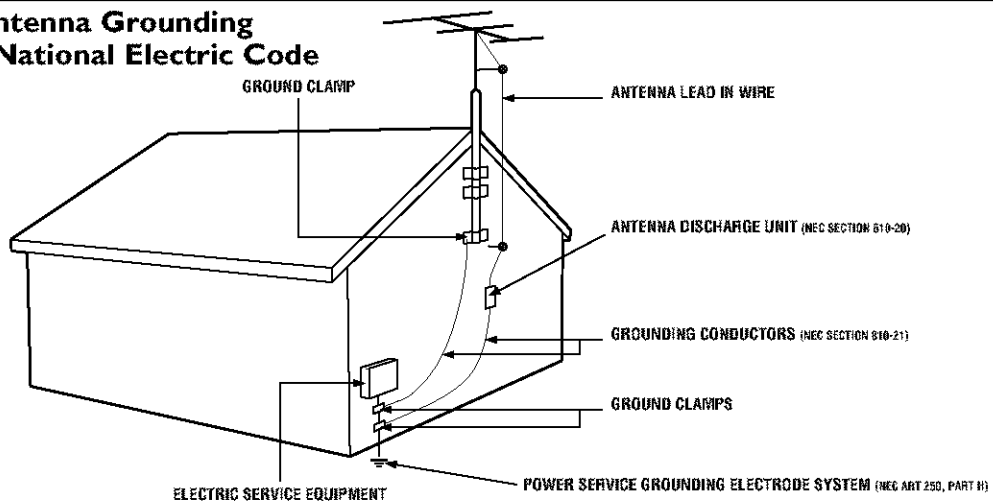 ntenna Grounding
National Electric Code
GROUND CLAMP
ANTENNA LEAD IN WIRE
ANTENNA DISCHARGE UNIT (NEC SECTION 810-20)
GROUNDING CONDUCTORS (NEC SECTION 810-21)
GROUND CLAMPS
POWER SERVICE GROUNDING ELECTRODE SYSTEM (NEC ART 250, PART H)
ELECTRIC SERVICE EQUIPMENT